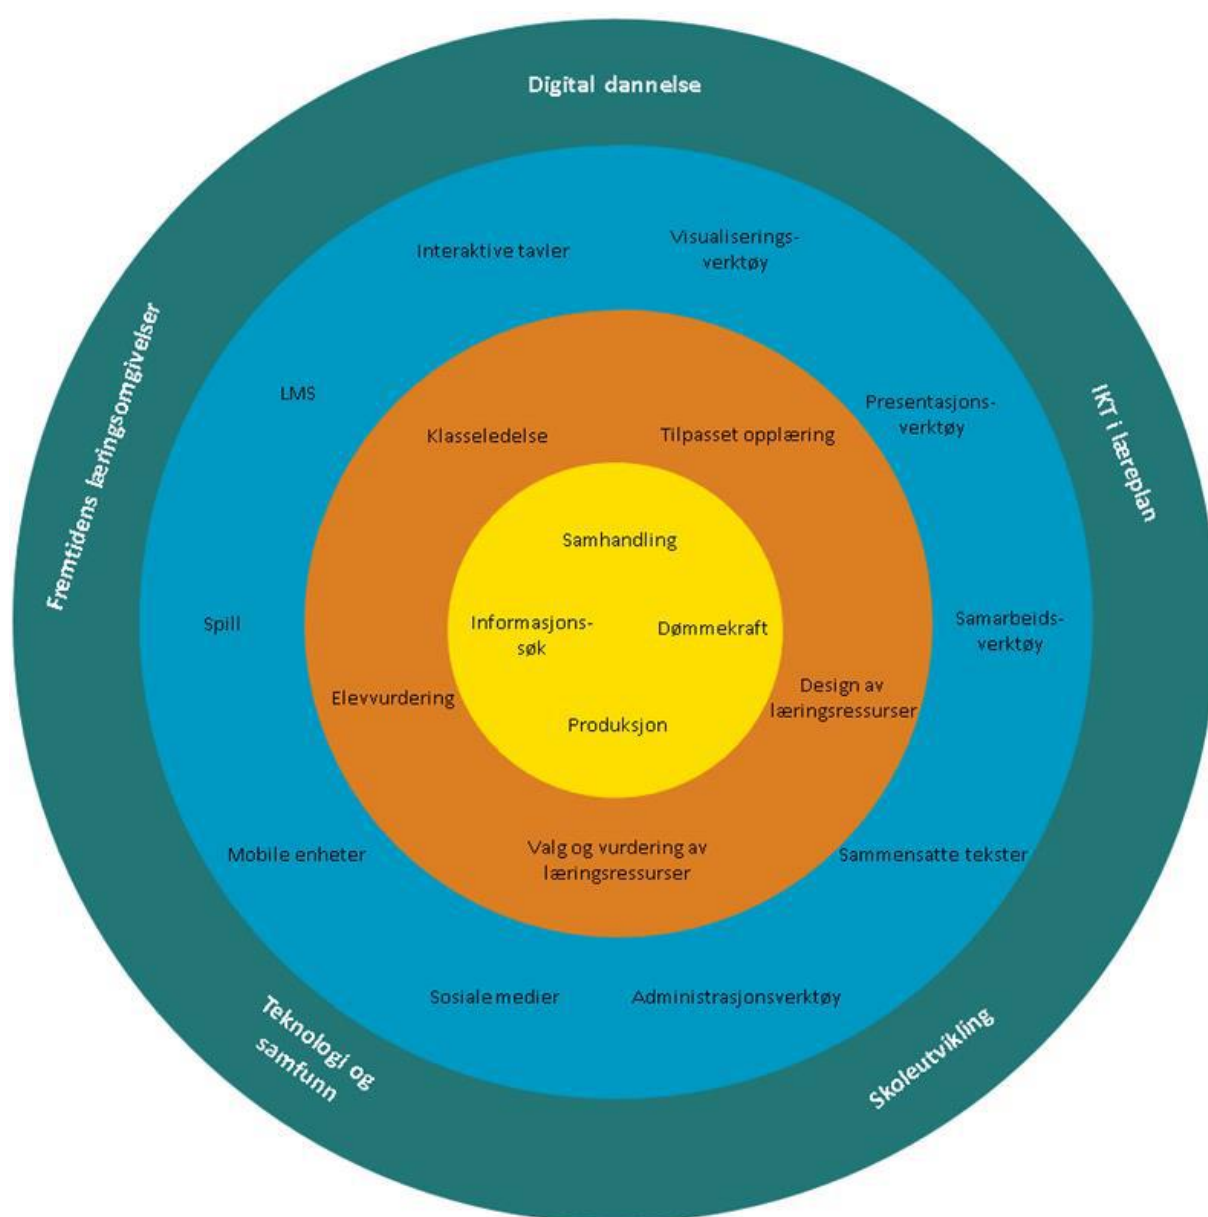 Digital dannelse
Interaktive tavler
Visualiserings-
verktøy
Fremtidens læringsomgivelser
LMS
Presentasjons-
verktøy
IKT i læreplan
Klasseledelse
Tilpasset opplæring
Samhandling
Informasjons-
søk
Dømmekraft
Spill
Samarbeids-
verktøy
Elevvurdering
Design av
læringsressurser
Produksjon
Mobile enheter
Valg og vurdering av
læringsressurser
Sammensatte tekster
Sosiale medier
Administrasjonsverktøy
Teknologi og
samfunn
Skoleutvikling